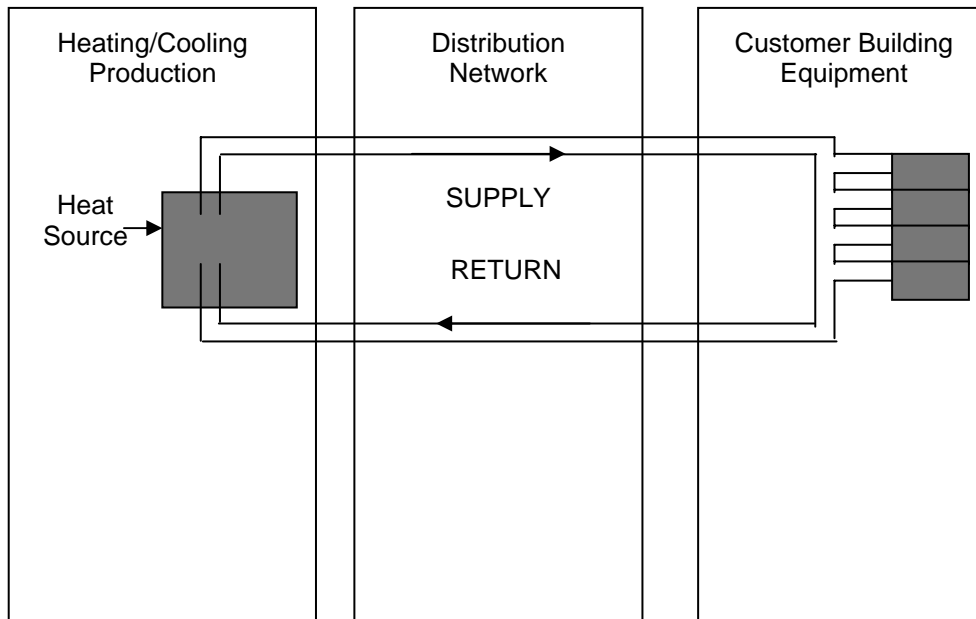 Heating/Cooling
Production
Distribution
Network
Customer Building
Equipment
Heat
Source
SUPPLY
RETURN